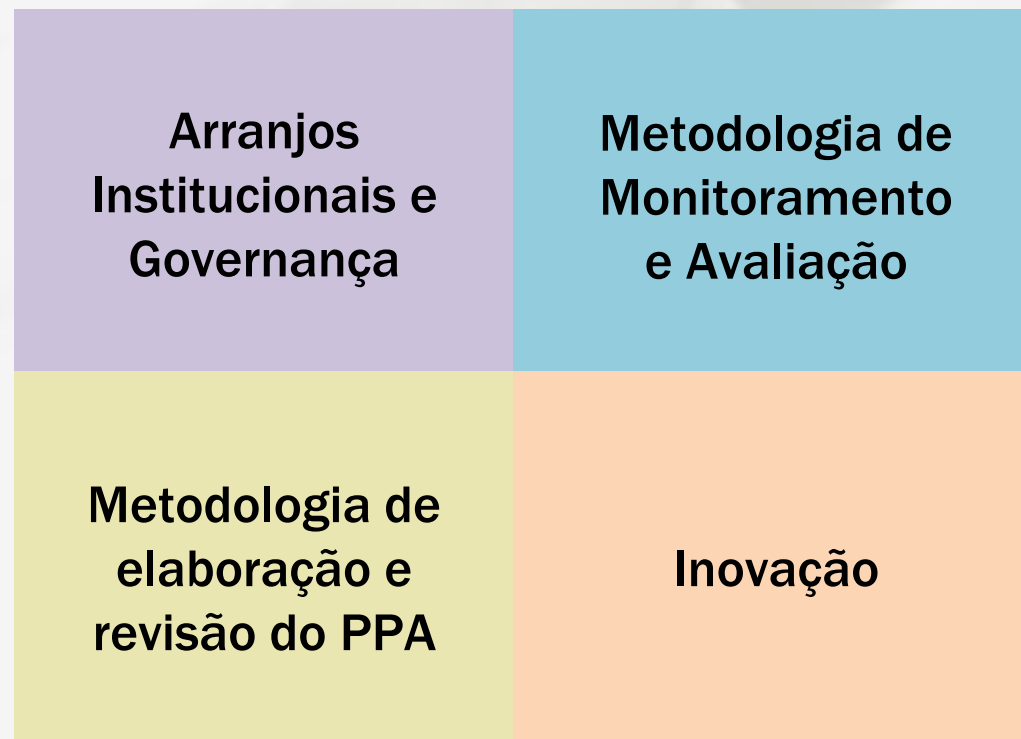 Arranjos
Institucionais e
Governança
Metodologia de
Monitoramento
e Avaliação
Metodologia de
elaboração e
revisão do PPA
Inovação